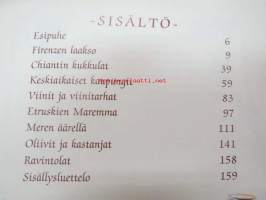 -SISÄLTÖ-
Esipuhe 6
Firenzen laakso 9
Chiantin kukkulat 39
Keskiaikaiset kaupungit 59
Viinit ja viinitarhat 83
Etruskien Maremma 97
Meren äärellä 111
Oliivit ja kastanjat 141
Ravintolat 158
Sisällysluettelo 159